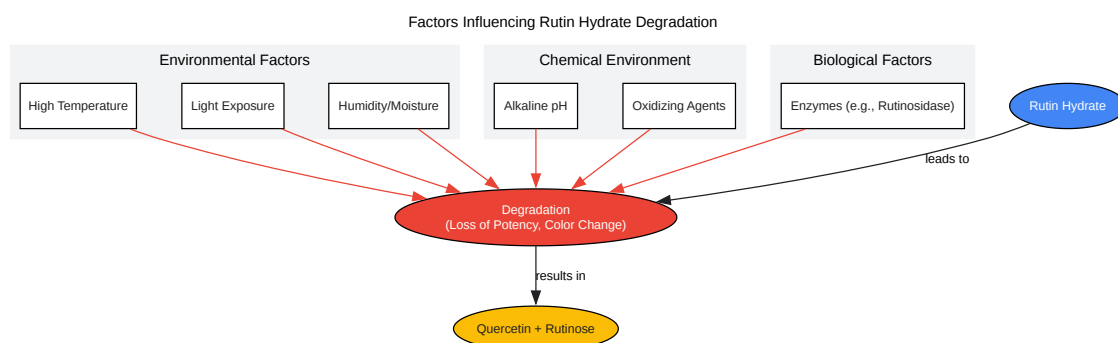 Factors Influencing Rutin Hydrate Degradation
Environmental Factors
Chemical Environment
Biological Factors
High Temperature
Light Exposure
Humidity/Moisture
Alkaline pH
Oxidizing Agents
Enzymes (e.g., Rutinosidase)
Rutin Hydrate
leads to
Degradation
(Loss of Potency, Color Change)
results in
Quercetin + Rutinose